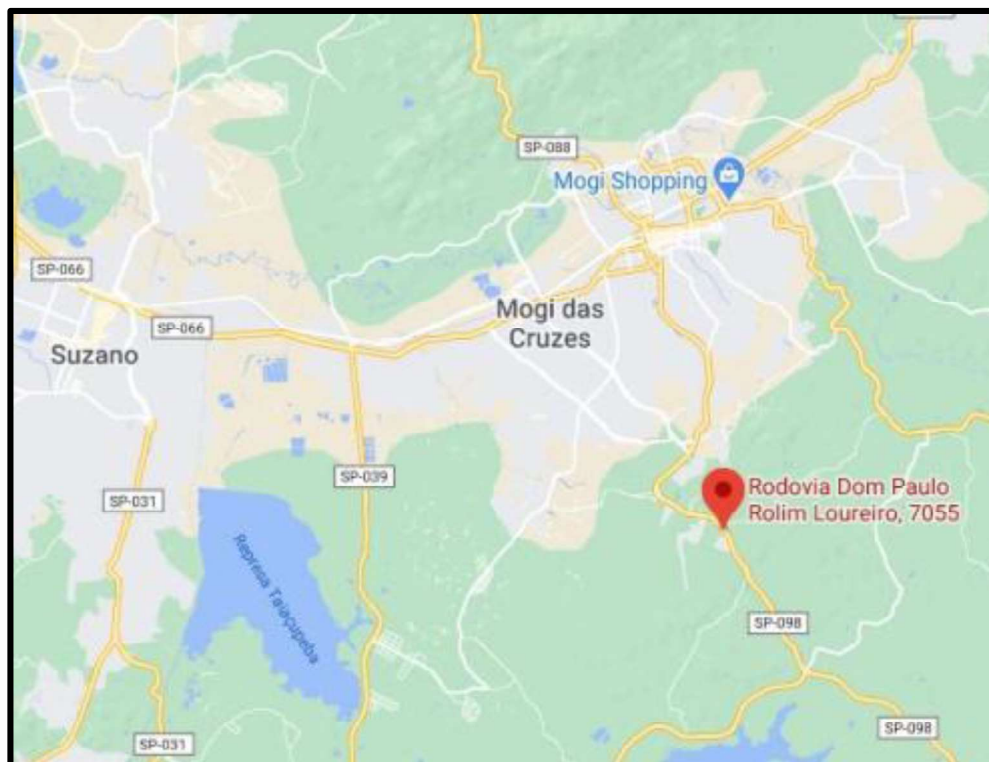 SP-088
Mogi Shopping
SP-066
SP-066
Mogi das
Cruzes
Suzano
SP-039
Rodovia Dom Paulo
Rolim Loureiro, 7055
SP-031
Represa Taiaçupeba
SP-098
SP-098
SP-031